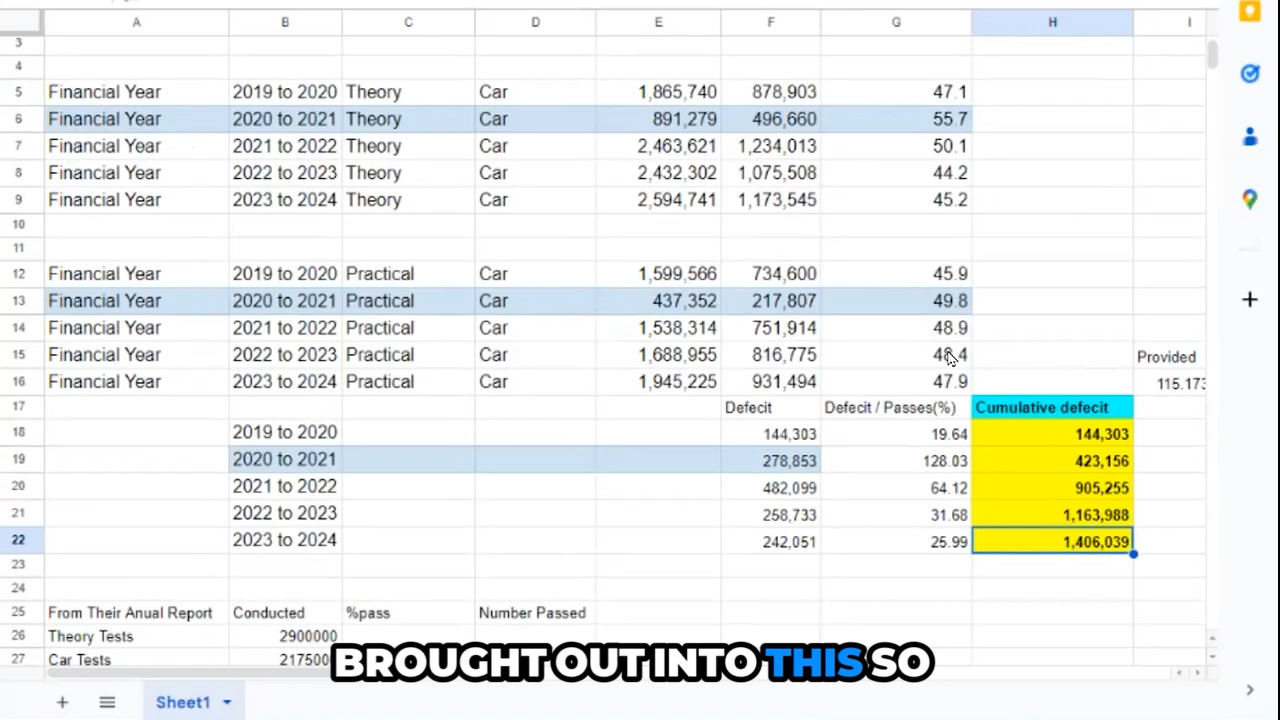 A B C D E F G H I
3
4
5 Financial Year 2019 to 2020 Theory Car 1,865,740 878,903 47.1
6 Financial Year 2020 to 2021 Theory Car 891,279 496,660 55.7
7 Financial Year 2021 to 2022 Theory Car 2,463,621 1,234,013 50.1
8 Financial Year 2022 to 2023 Theory Car 2,432,302 1,075,508 44.2
9 Financial Year 2023 to 2024 Theory Car 2,594,741 1,173,545 45.2
10
11
12 Financial Year 2019 to 2020 Practical Car 1,599,566 734,600 45.9
13 Financial Year 2020 to 2021 Practical Car 437,352 217,807 49.8
14 Financial Year 2021 to 2022 Practical Car 1,538,314 751,914 48.9
15 Financial Year 2022 to 2023 Practical Car 1,688,955 816,775 48.4 Provided
16 Financial Year 2023 to 2024 Practical Car 1,945,225 931,494 47.9 115.173
17 Defecit Defecit / Passes(%) Cumulative defecit
18 2019 to 2020 144,303 19.64 144,303
19 2020 to 2021 278,853 128.03 423,156
20 2021 to 2022 482,099 64.12 905,255
21 2022 to 2023 258,733 31.68 1,163,988
22 2023 to 2024 242,051 25.99 1,406,039
23
24
25 From Their Anual Report Conducted %pass Number Passed
26 Theory Tests 2900000
27 Car Tests 217500
BROUGHT OUT INTO THIS SO
Sheet1